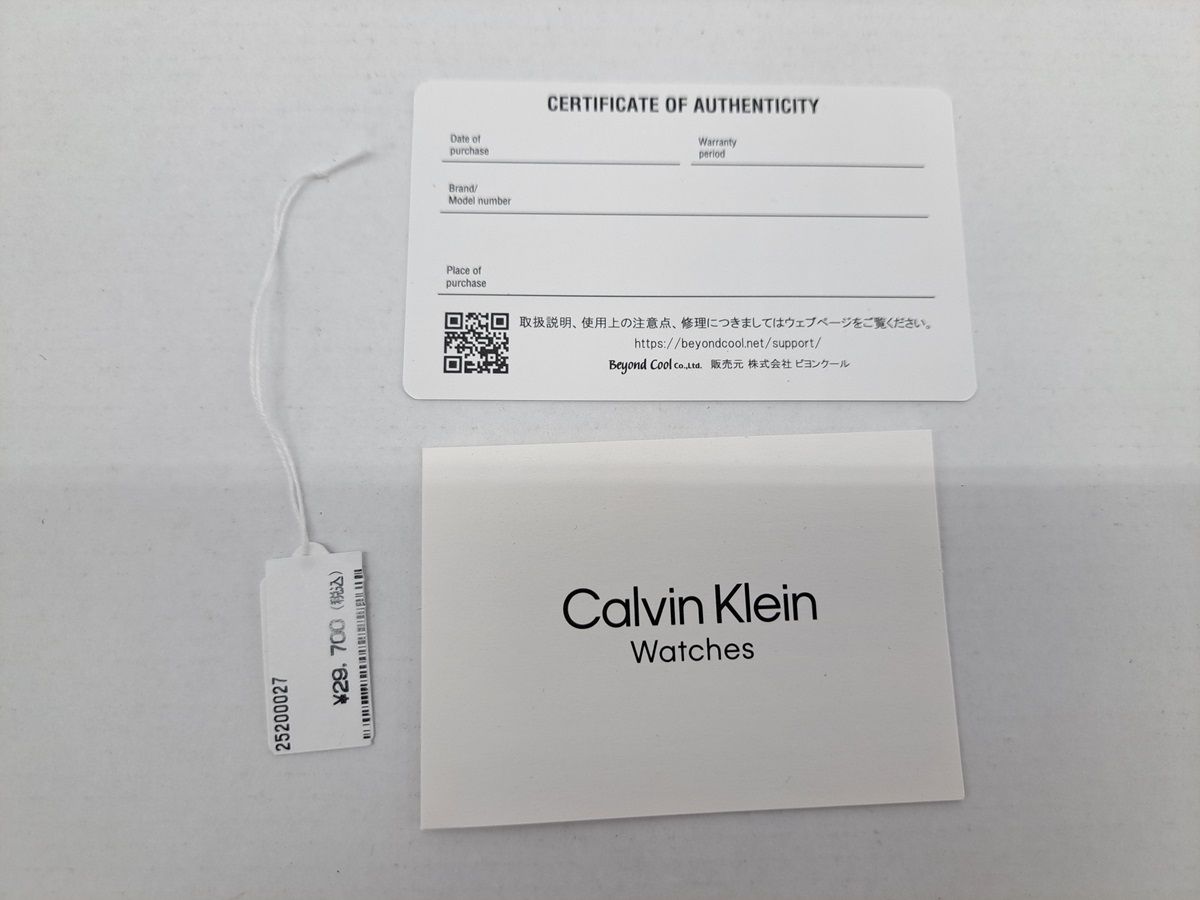 CERTIFICATE OF AUTHENTICITY
Date of
purchase
Warranty
period
Brand/
Model number
Place of
purchase
取扱説明、使用上の注意点、修理につきましてはウェブページをご覧ください。
https://beyondcool.net/support/
Beyond Cool Co.,Ltd. 販売元 株式会社 ビヨンクール
¥29,700 (税込)
25200027
Calvin Klein
Watches